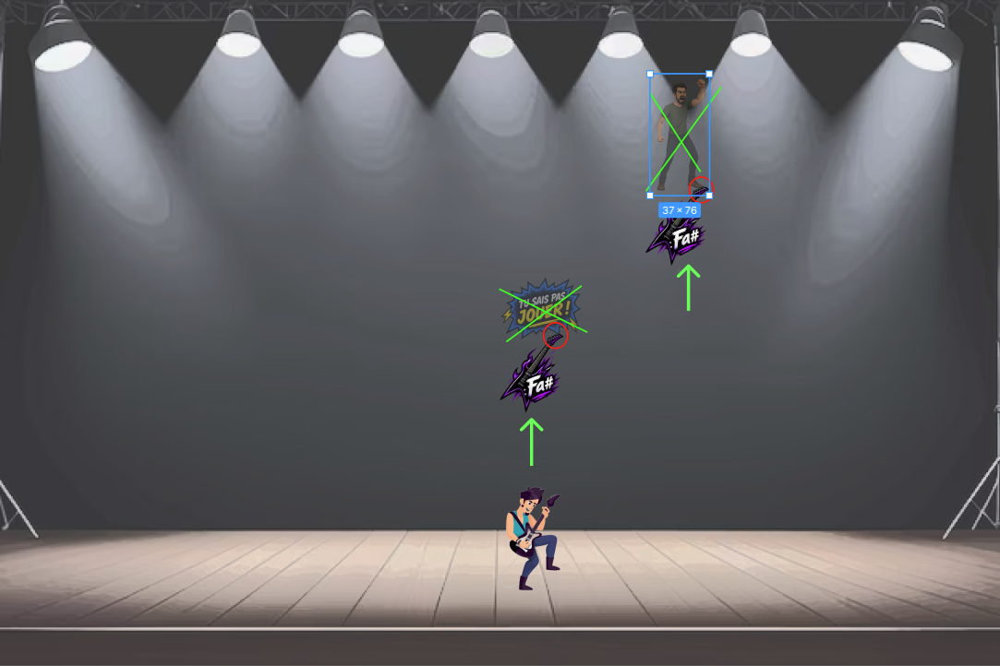 37 × 76
Fa#
TU SAIS PAS
JOUER!
Fa#